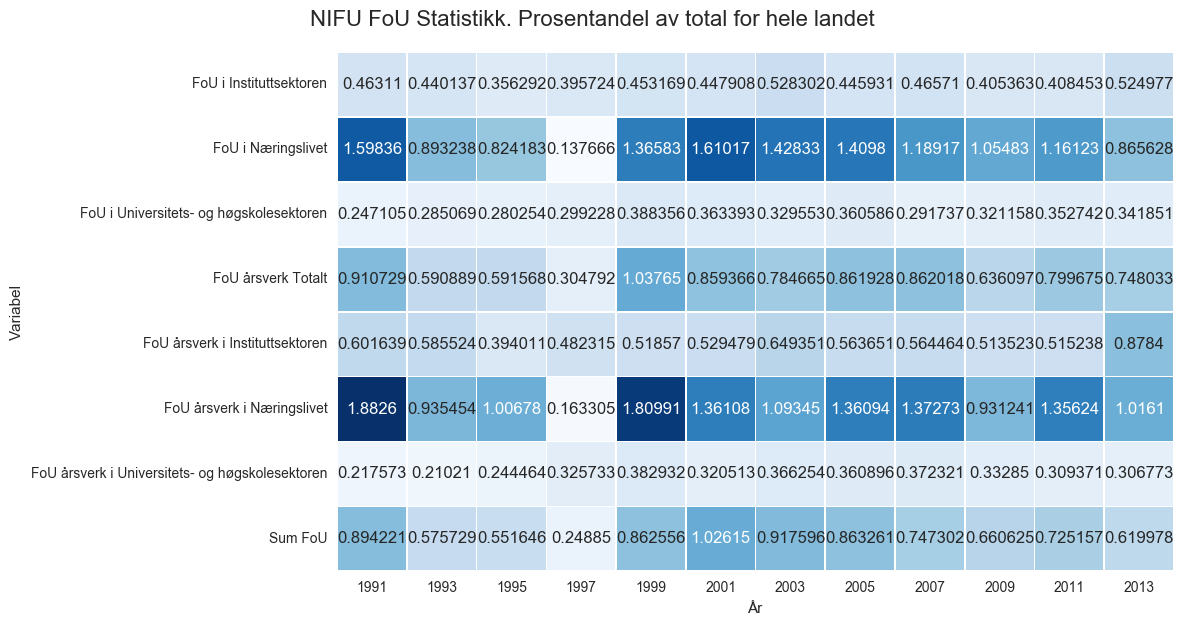 NIFU FoU Statistikk. Prosentandel av total for hele landet
FoU i Instituttsektoren 0.46311 0.440137 0.356292 0.395724 0.453169 0.447908 0.528302 0.445931 0.46571 0.405363 0.408453 0.524977
FoU i Næringslivet 1.59836 0.893238 0.824183 0.137666 1.36583 1.61017 1.42833 1.4098 1.18917 1.05483 1.16123 0.865628
FoU i Universitets- og høgskolesektoren 0.247105 0.285069 0.280254 0.299228 0.388356 0.363393 0.329553 0.360586 0.291737 0.321158 0.352742 0.341851
FoU årsverk Totalt 0.910729 0.590889 0.591568 0.304792 1.03765 0.859366 0.784665 0.861928 0.862018 0.636097 0.799675 0.748033
Variabel
FoU årsverk i Instituttsektoren 0.601639 0.585524 0.394011 0.482315 0.51857 0.529479 0.649351 0.563651 0.564464 0.513523 0.515238 0.8784
FoU årsverk i Næringslivet 1.8826 0.935454 1.00678 0.163305 1.80991 1.36108 1.09345 1.36094 1.37273 0.931241 1.35624 1.0161
FoU årsverk i Universitets- og høgskolesektoren 0.217573 0.21021 0.244464 0.325733 0.382932 0.320513 0.366254 0.360896 0.372321 0.33285 0.309371 0.306773
Sum FoU 0.894221 0.575729 0.551646 0.24885 0.862556 1.02615 0.917596 0.863261 0.747302 0.660625 0.725157 0.619978
1991 1993 1995 1997 1999 2001 2003 2005 2007 2009 2011 2013
År